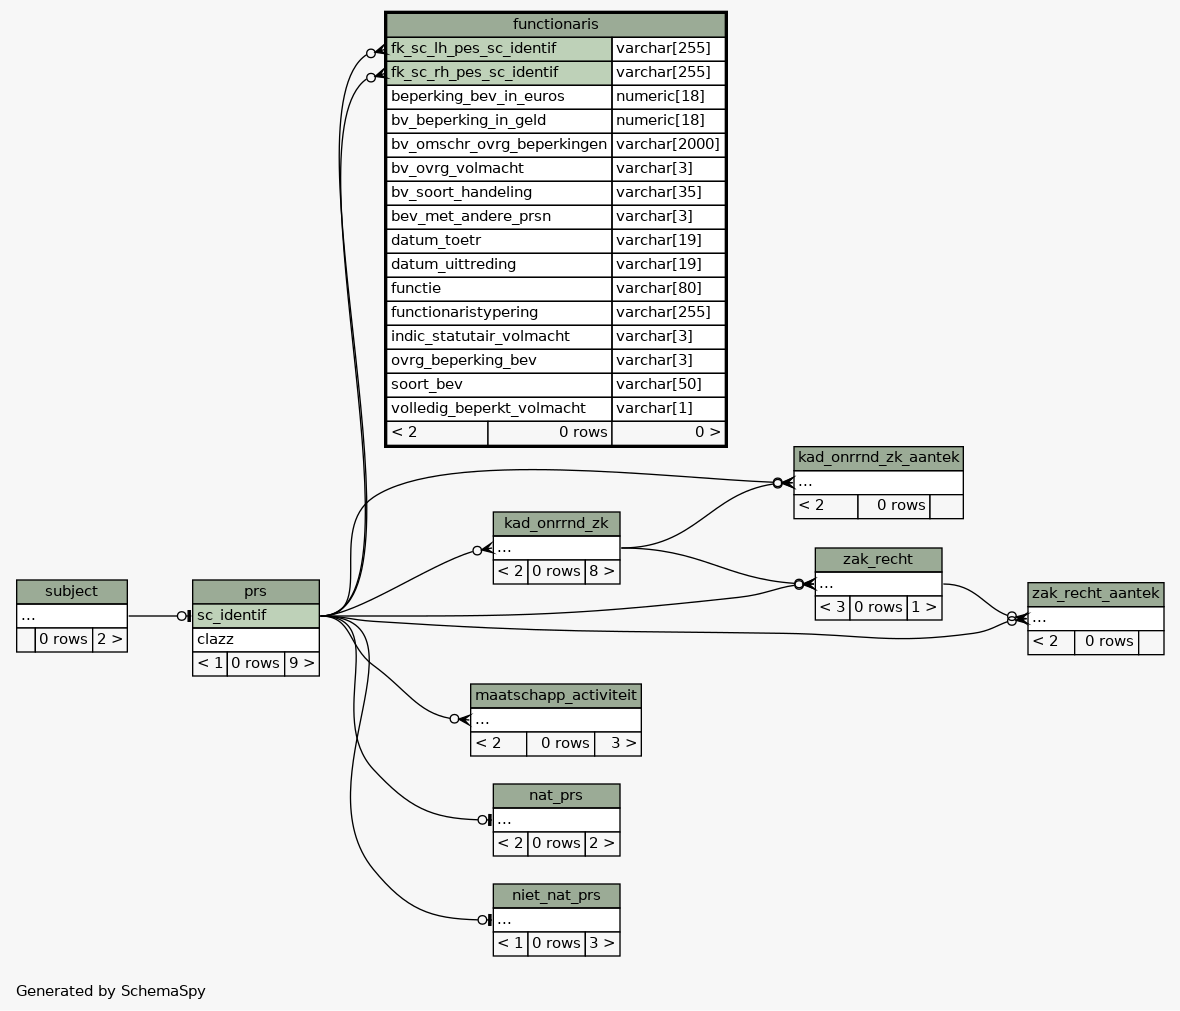 functionaris
fk_sc_lh_pes_sc_identif varchar[255]
fk_sc_rh_pes_sc_identif varchar[255]
beperking_bev_in_euros numeric[18]
bv_beperking_in_geld numeric[18]
bv_omschr_ovrg_beperkingen varchar[2000]
bv_ovrg_volmacht varchar[3]
bv_soort_handeling varchar[35]
bev_met_andere_prsn varchar[3]
datum_toetr varchar[19]
datum_uittreding varchar[19]
functie varchar[80]
functionaristypering varchar[255]
indic_statutair_volmacht varchar[3]
ovrg_beperking_bev varchar[3]
soort_bev varchar[50]
volledig_beperkt_volmacht varchar[1]
< 2 0 rows 0 >
kad_onrrnd_zk_aantek
...
< 2 0 rows
kad_onrrnd_zk
...
< 2 0 rows 8 >
zak_recht
...
< 3 0 rows 1 >
subject
...
0 rows 2 >
prs
sc_identif
clazz
< 1 0 rows 9 >
zak_recht_aantek
...
< 2 0 rows
maatschapp_activiteit
...
< 2 0 rows 3 >
nat_prs
...
< 2 0 rows 2 >
niet_nat_prs
...
< 1 0 rows 3 >
Generated by SchemaSpy